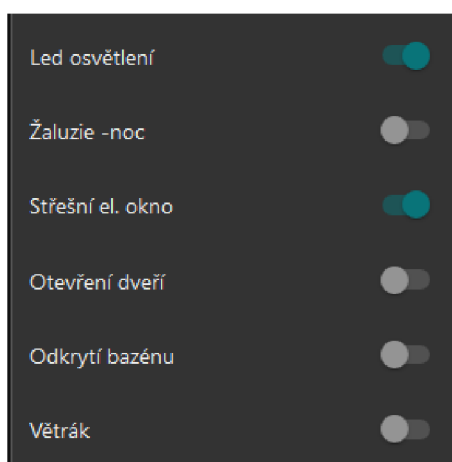 Led osvětlení
Žaluzie -noc
Střešní el. okno
Otevření dveří
Odkrytí bazénu
Větrák